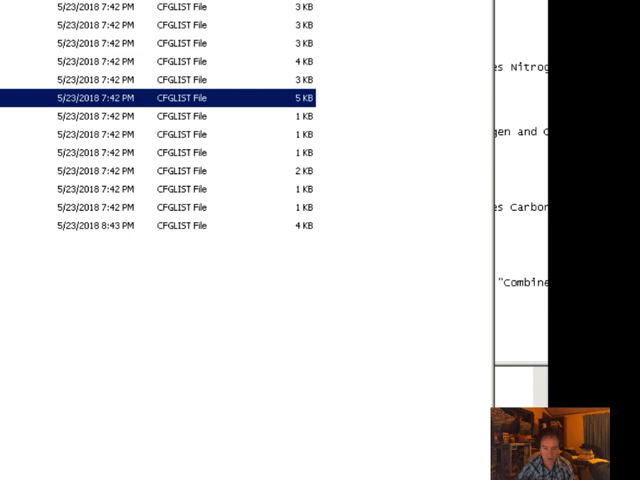 5/23/2018 7:42 PM CFGLIST File 3 KB
5/23/2018 7:42 PM CFGLIST File 3 KB
5/23/2018 7:42 PM CFGLIST File 3 KB
5/23/2018 7:42 PM CFGLIST File 4 KB
5/23/2018 7:42 PM CFGLIST File 3 KB
5/23/2018 7:42 PM CFGLIST File 5 KB
5/23/2018 7:42 PM CFGLIST File 1 KB
5/23/2018 7:42 PM CFGLIST File 1 KB
5/23/2018 7:42 PM CFGLIST File 1 KB
5/23/2018 7:42 PM CFGLIST File 2 KB
5/23/2018 7:42 PM CFGLIST File 1 KB
5/23/2018 7:42 PM CFGLIST File 1 KB
5/23/2018 8:43 PM CFGLIST File 4 KB
es Nitrog
gen and
es Carbon
"Combine